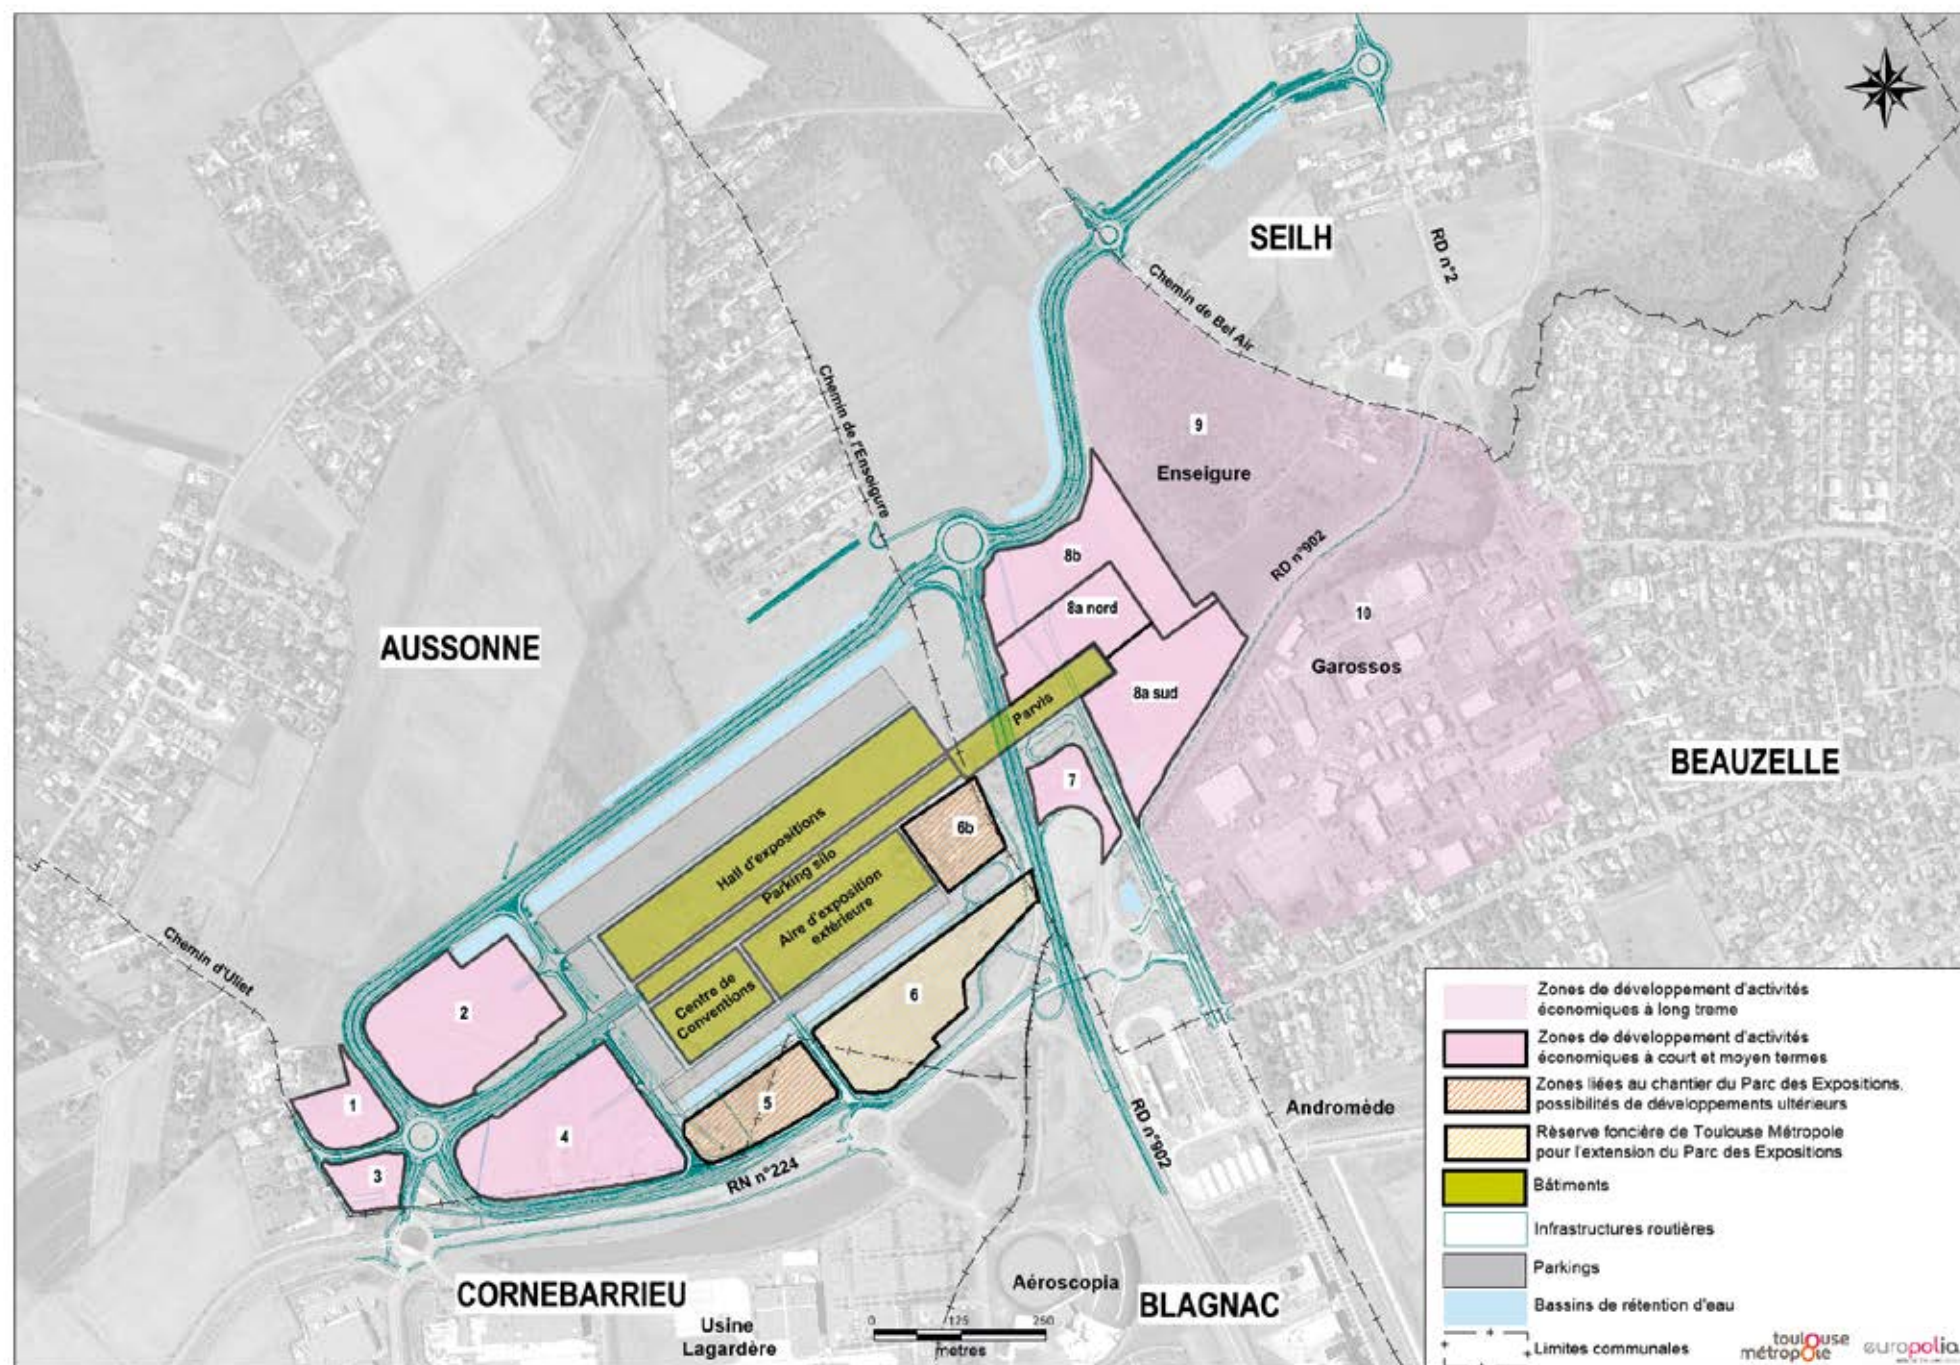 SEILH
RD n°2
Chemin de Bel Air
Chemin de l'Enseigure
9
Enseigure
RD n°902
8b
8a nord
10
Garossos
AUSSONNE
8a sud
Parvis
BEAUZELLE
7
Hall d'expositions
6b
Parking silo
Aire d'exposition
extérieure
Chemin d'Uliet
Centre de
Conventions
6
2
5
1
4
3
RN n°224
RD n°902
Andromède
CORNEBARRIEU
Aéroscopia
BLAGNAC
Usine
Lagardère
0 125 250
metres
Zones de développement d'activités
économiques à long treme
Zones de développement d'activités
économiques à court et moyen termes
Zones liées au chantier du Parc des Expositions,
possibilités de développements ultérieurs
Réserve foncière de Toulouse Métropole
pour l'extension du Parc des Expositions
Bâtiments
Infrastructures routières
Parkings
Bassins de rétention d'eau
Limites communales
toulouse
métropole
europolia